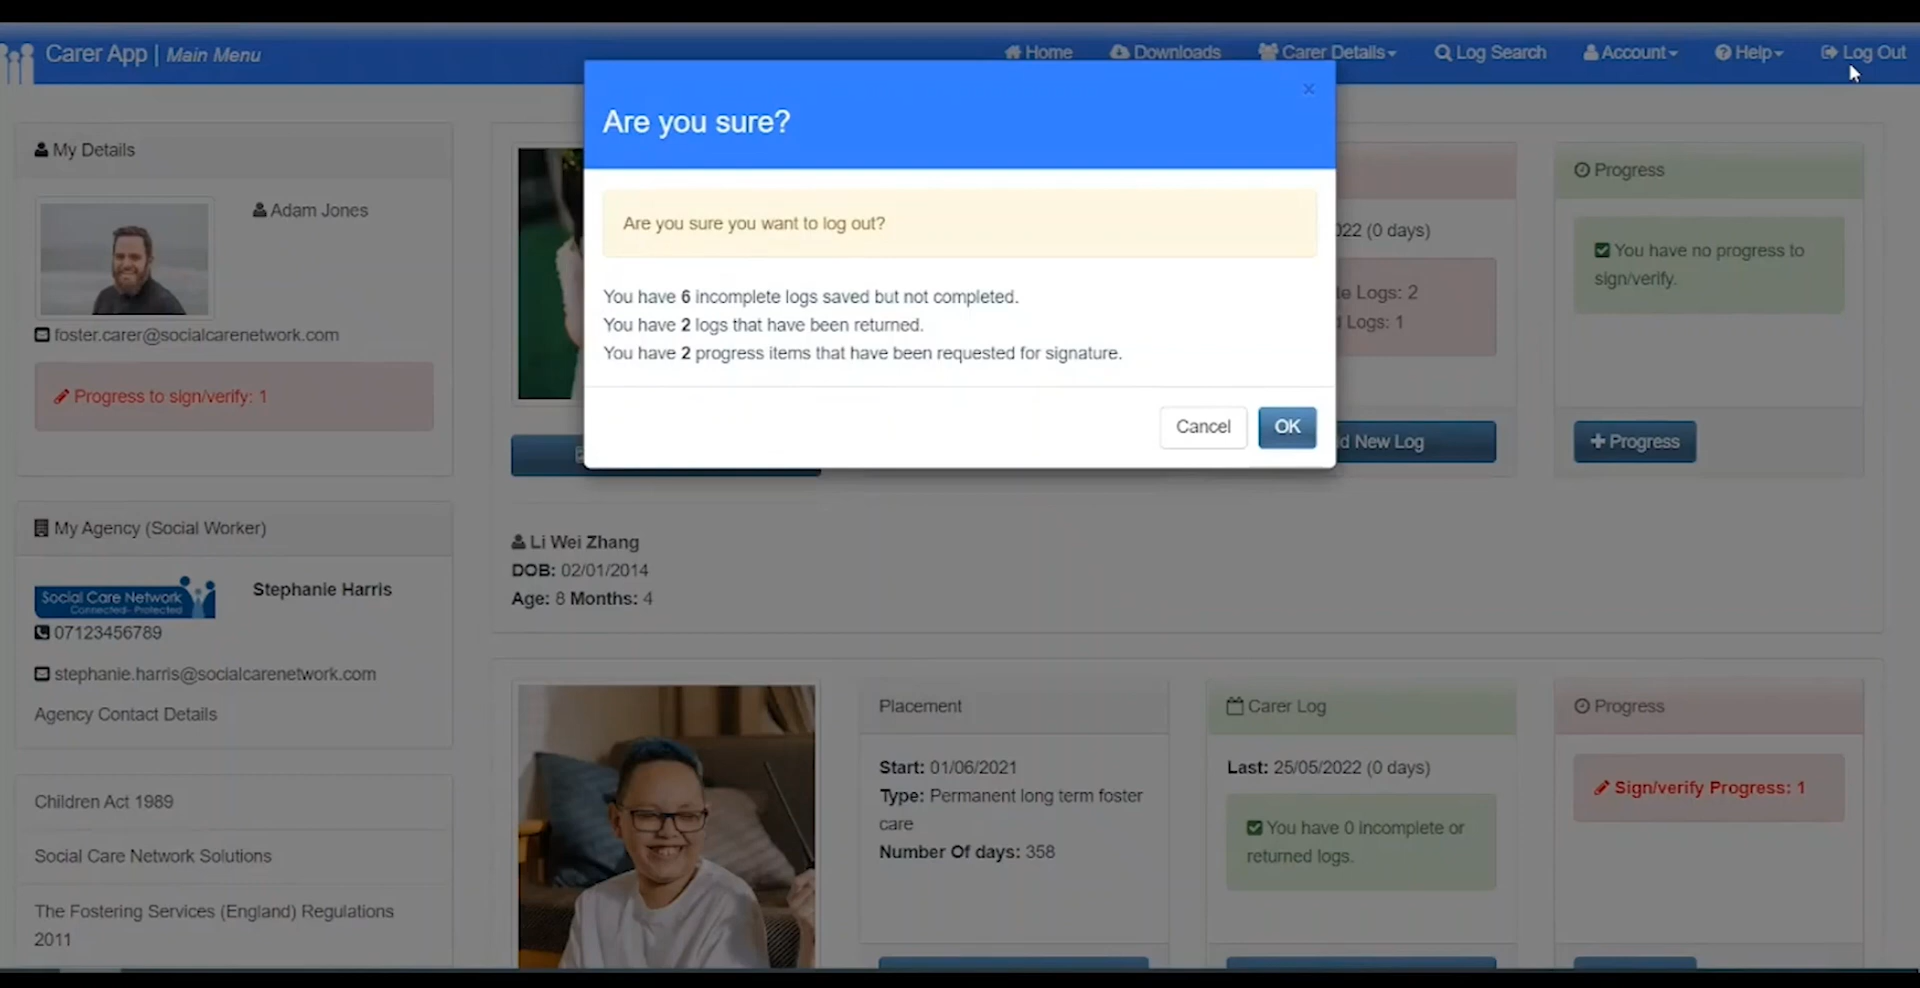 Carer App | Main Menu
Home
Downloads
Carer Details
Log Search
Account
Help
Log Out
Are you sure?
×
Are you sure you want to log out?
You have 6 incomplete logs saved but not completed.
You have 2 logs that have been returned.
You have 2 progress items that have been requested for signature.
Cancel
OK
My Details
Adam Jones
foster.carer@socialcarenetwork.com
Progress to sign/verify: 1
My Agency (Social Worker)
Social Care Network
Connected - Protected
Stephanie Harris
07123456789
stephanie.harris@socialcarenetwork.com
Agency Contact Details
Children Act 1989
Social Care Network Solutions
The Fostering Services (England) Regulations
2011
(0 days)
Logs: 2
Logs: 1
New Log
Progress
You have no progress to
sign/verify.
Progress
Li Wei Zhang
DOB: 02/01/2014
Age: 8 Months: 4
Placement
Start: 01/06/2021
Type: Permanent long term foster
care
Number Of days: 358
Carer Log
Last: 25/05/2022 (0 days)
You have 0 incomplete or
returned logs.
Progress
Sign/verify Progress: 1